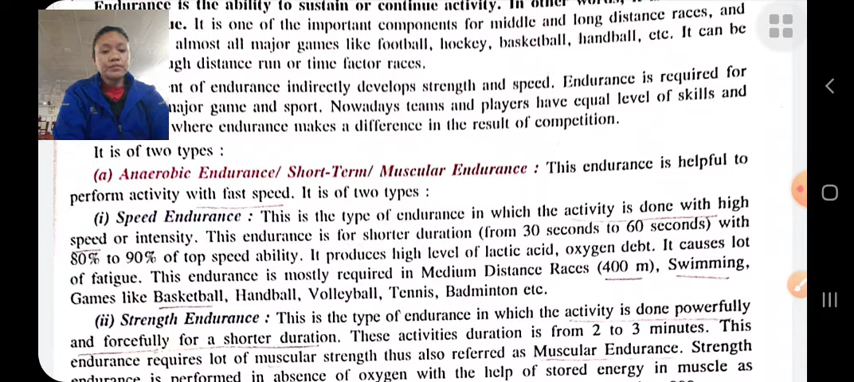 Endurance is the ability to sustain or continue activity. In other words, it
ue. It is one of the important components for middle and long distance races, and
almost all major games like football, hockey, basketball, handball, etc. It can be
ugh distance run or time factor races.
nt of endurance indirectly develops strength and speed. Endurance is required for
major game and sport. Nowadays teams and players have equal level of skills and
where endurance makes a difference in the result of competition.
It is of two types :
(a) Anaerobic Endurance/ Short-Term/ Muscular Endurance : This endurance is helpful to
perform activity with fast speed. It is of two types :
(i) Speed Endurance : This is the type of endurance in which the activity is done with high
speed or intensity. This endurance is for shorter duration (from 30 seconds to 60 seconds) with
80% to 90% of top speed ability. It produces high level of lactic acid, oxygen debt. It causes lot
of fatigue. This endurance is mostly required in Medium Distance Races (400 m), Swimming,
Games like Basketball, Handball, Volleyball, Tennis, Badminton etc.
(ii) Strength Endurance : This is the type of endurance in which the activity is done powerfully
and forcefully for a shorter duration. These activities duration is from 2 to 3 minutes. This
endurance requires lot of muscular strength thus also referred as Muscular Endurance. Strength
endurance is performed in absence of oxygen with the help of stored energy in muscle as